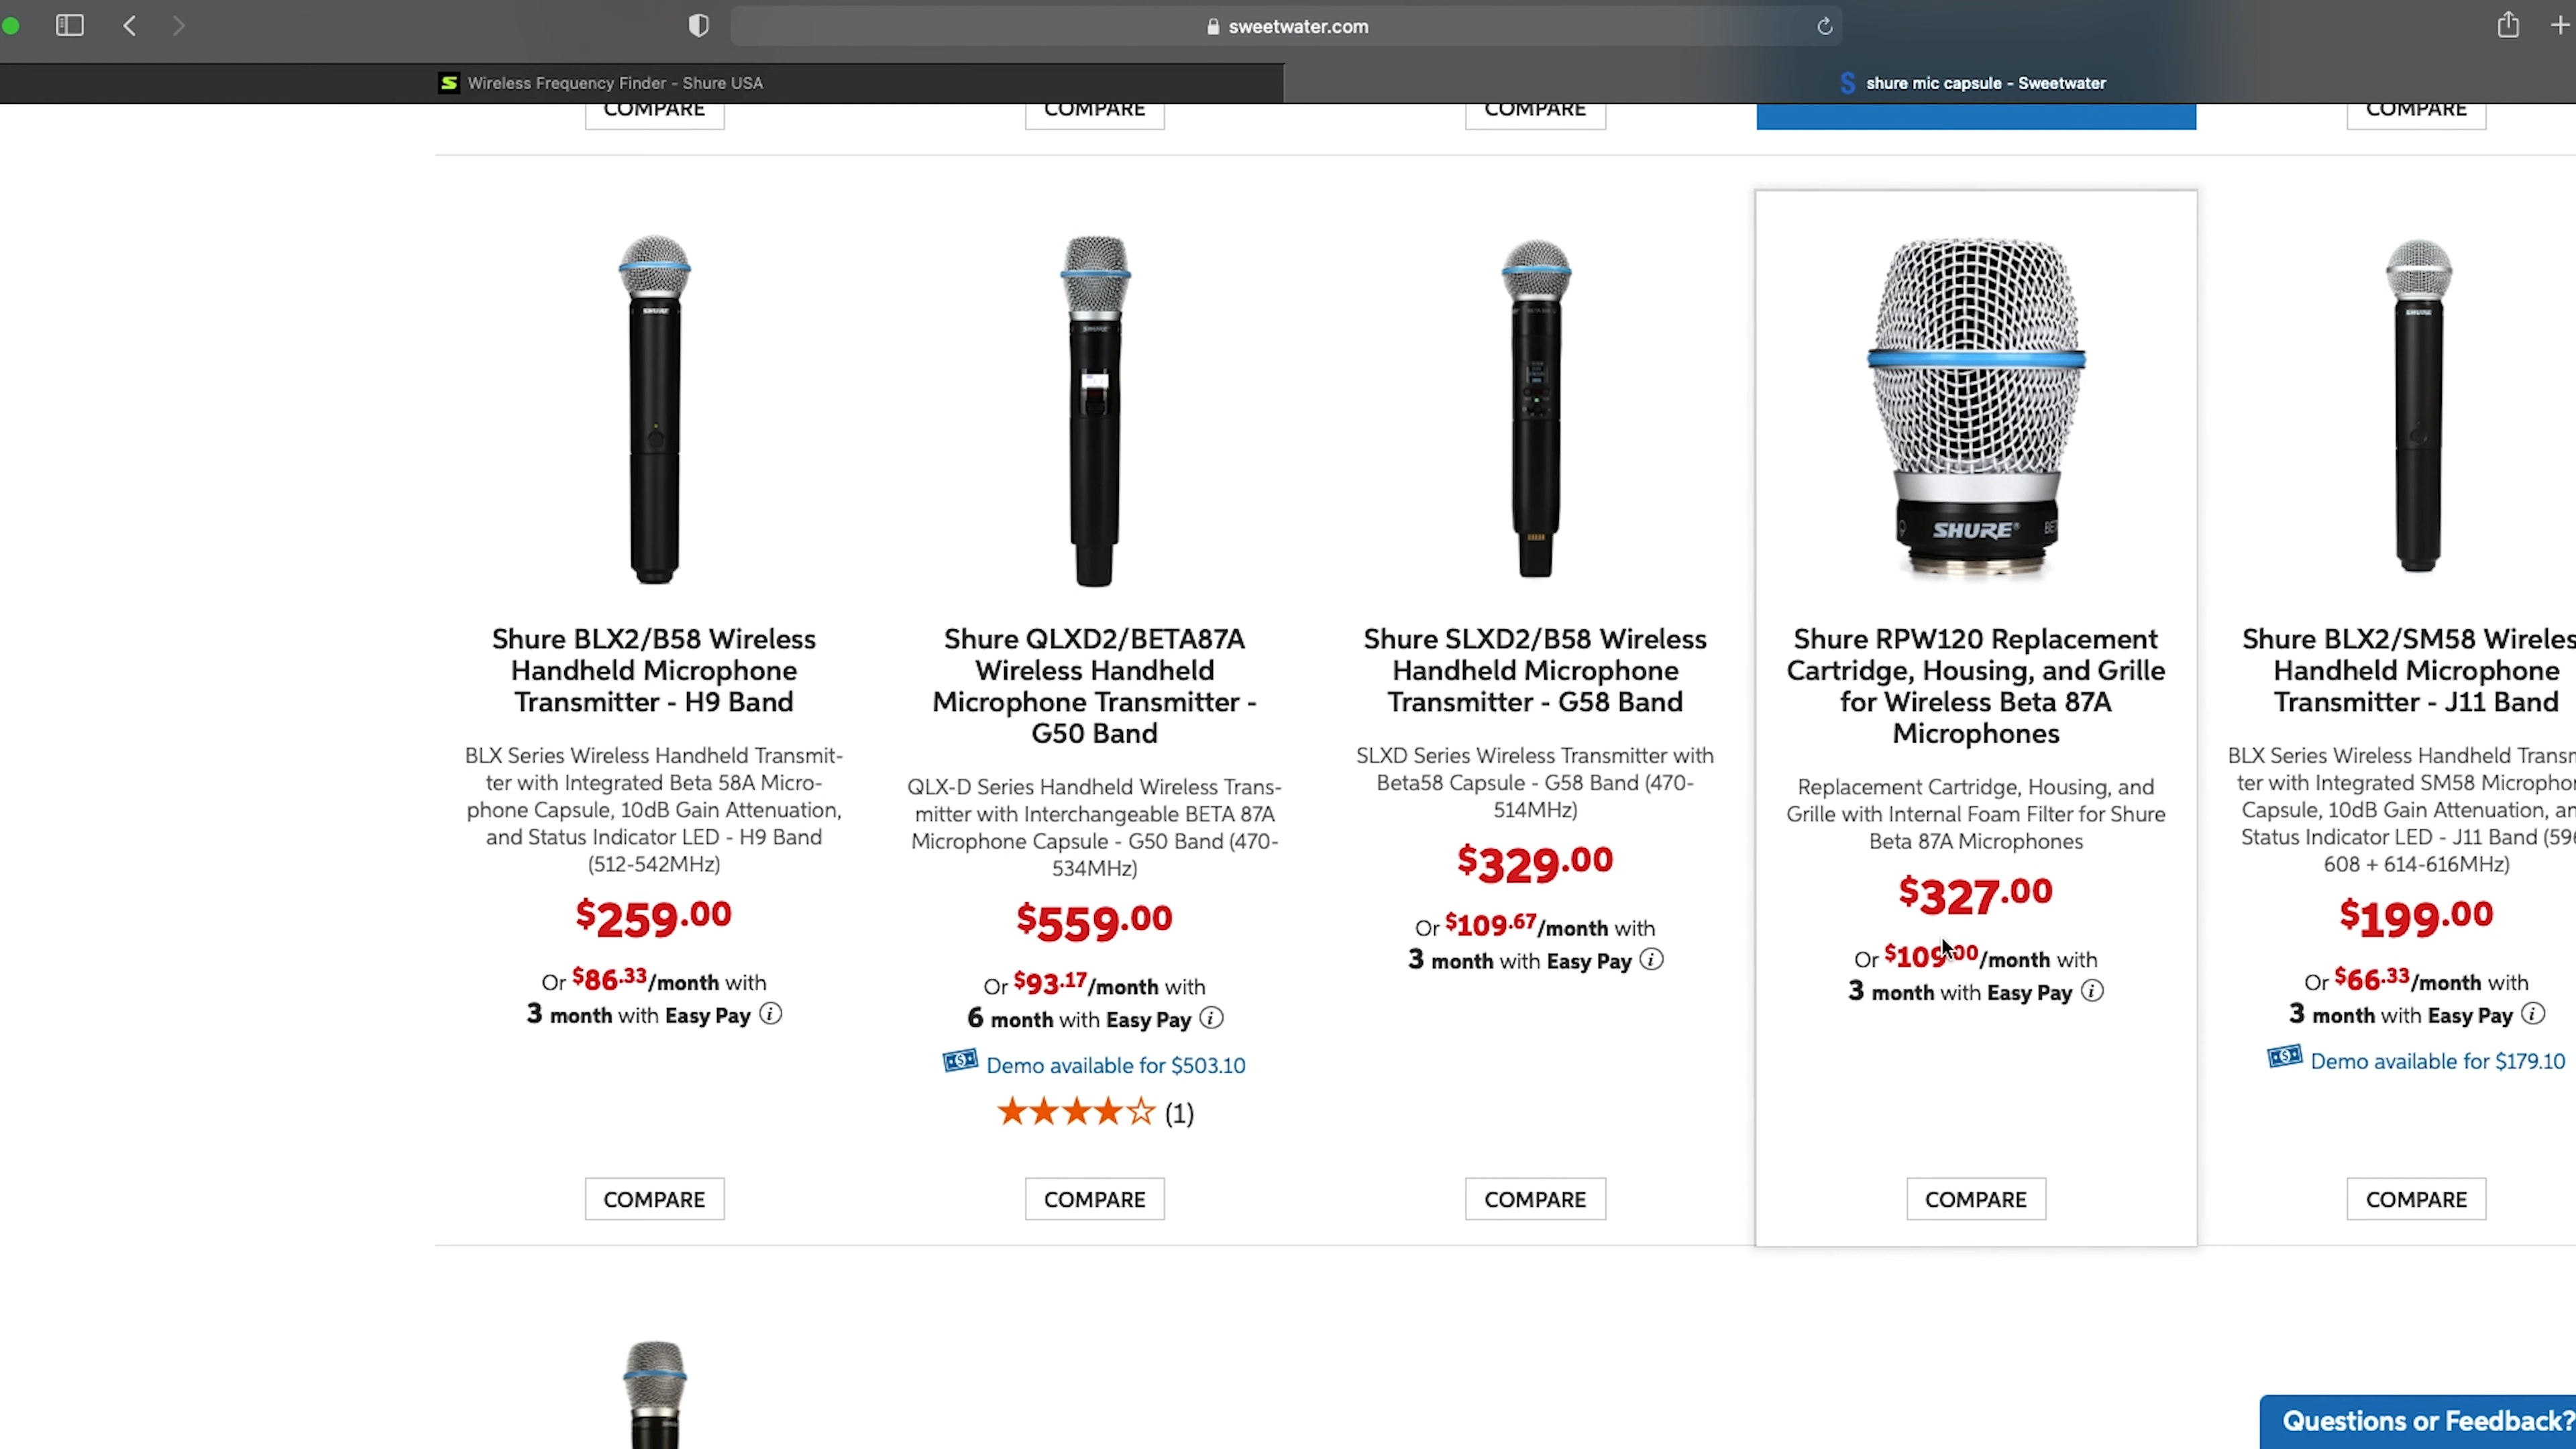 sweetwater.com
Wireless Frequency Finder - Shure USA
shure mic capsule - Sweetwater
COMPARE
COMPARE
COMPARE
COMPARE
SHURE
SHURE
SHURE
SHURE
Shure BLX2/B58 Wireless
Handheld Microphone
Transmitter - H9 Band
BLX Series Wireless Handheld Transmit-
ter with Integrated Beta 58A Micro-
phone Capsule, 10dB Gain Attenuation,
and Status Indicator LED - H9 Band
(512-542MHz)
$259.00
Or $86.33/month with
3 month with Easy Pay
COMPARE
Shure QLXD2/BETA87A
Wireless Handheld
Microphone Transmitter -
G50 Band
QLX-D Series Handheld Wireless Trans-
mitter with Interchangeable BETA 87A
Microphone Capsule - G50 Band (470-
534MHz)
$559.00
Or $93.17/month with
6 month with Easy Pay
Demo available for $503.10
(1)
COMPARE
Shure SLXD2/B58 Wireless
Handheld Microphone
Transmitter - G58 Band
SLXD Series Wireless Transmitter with
Beta58 Capsule - G58 Band (470-
514MHz)
$329.00
Or $109.67/month with
3 month with Easy Pay
COMPARE
Shure RPW120 Replacement
Cartridge, Housing, and Grille
for Wireless Beta 87A
Microphones
Replacement Cartridge, Housing, and
Grille with Internal Foam Filter for Shure
Beta 87A Microphones
$327.00
Or $109.00/month with
3 month with Easy Pay
COMPARE
Shure BLX2/SM58 Wireles
Handheld Microphone
Transmitter - J11 Band
BLX Series Wireless Handheld Transm
ter with Integrated SM58 Micropho
Capsule, 10dB Gain Attenuation, an
Status Indicator LED - J11 Band (596
608 + 614-616MHz)
$199.00
Or $66.33/month with
3 month with Easy Pay
Demo available for $179.10
COMPARE
Questions or Feedback?